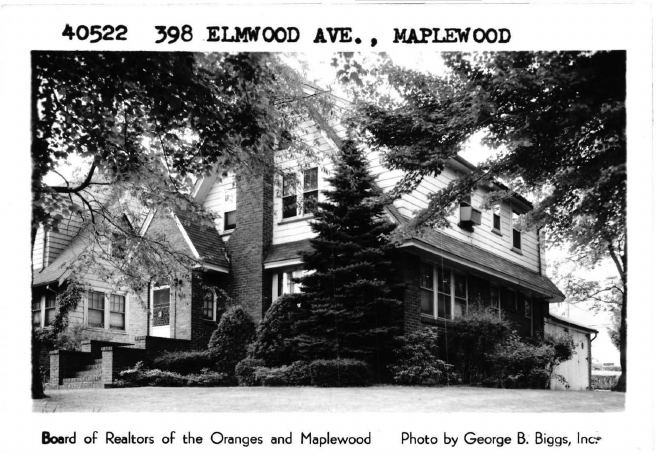 40522 398 ELMWOOD AVE., MAPLEWOOD
Board of Realtors of the Oranges and Maplewood Photo by George B. Biggs, Inc.